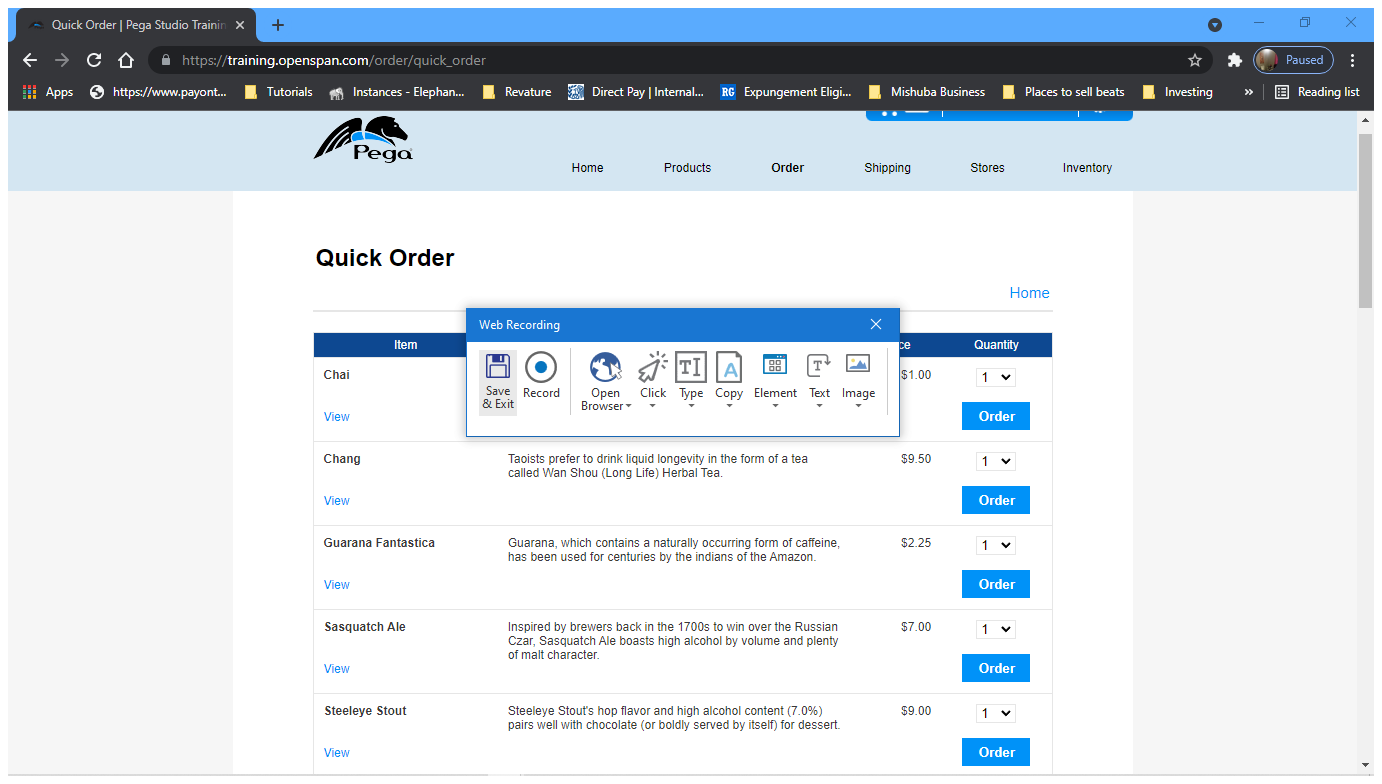 Quick Order | Pega Studio Trainin
https://training.openspan.com/order/quick_order
Paused
Apps
https://www.payont...
Tutorials
Instances - Elephan...
Revature
Direct Pay | Internal...
RG
Expungement Eligi...
Mishuba Business
Places to sell beats
Investing
»
Reading list
Pega
Home
Products
Order
Shipping
Stores
Inventory
Quick Order
Home
Web Recording
Save
& Exit
Record
Open
Browser
Click
Type
Copy
Element
Text
Image
Item
ce
Quantity
Chai
$1.00
1
View
Order
Chang
Taoists prefer to drink liquid longevity in the form of a tea
called Wan Shou (Long Life) Herbal Tea.
$9.50
1
View
Order
Guarana Fantastica
Guarana, which contains a naturally occurring form of caffeine,
has been used for centuries by the indians of the Amazon.
$2.25
1
View
Order
Sasquatch Ale
Inspired by brewers back in the 1700s to win over the Russian
Czar, Sasquatch Ale boasts high alcohol by volume and plenty
of malt character.
$7.00
1
View
Order
Steeleye Stout
Steeleye Stout's hop flavor and high alcohol content (7.0%)
pairs well with chocolate (or boldly served by itself) for dessert.
$9.00
1
View
Order